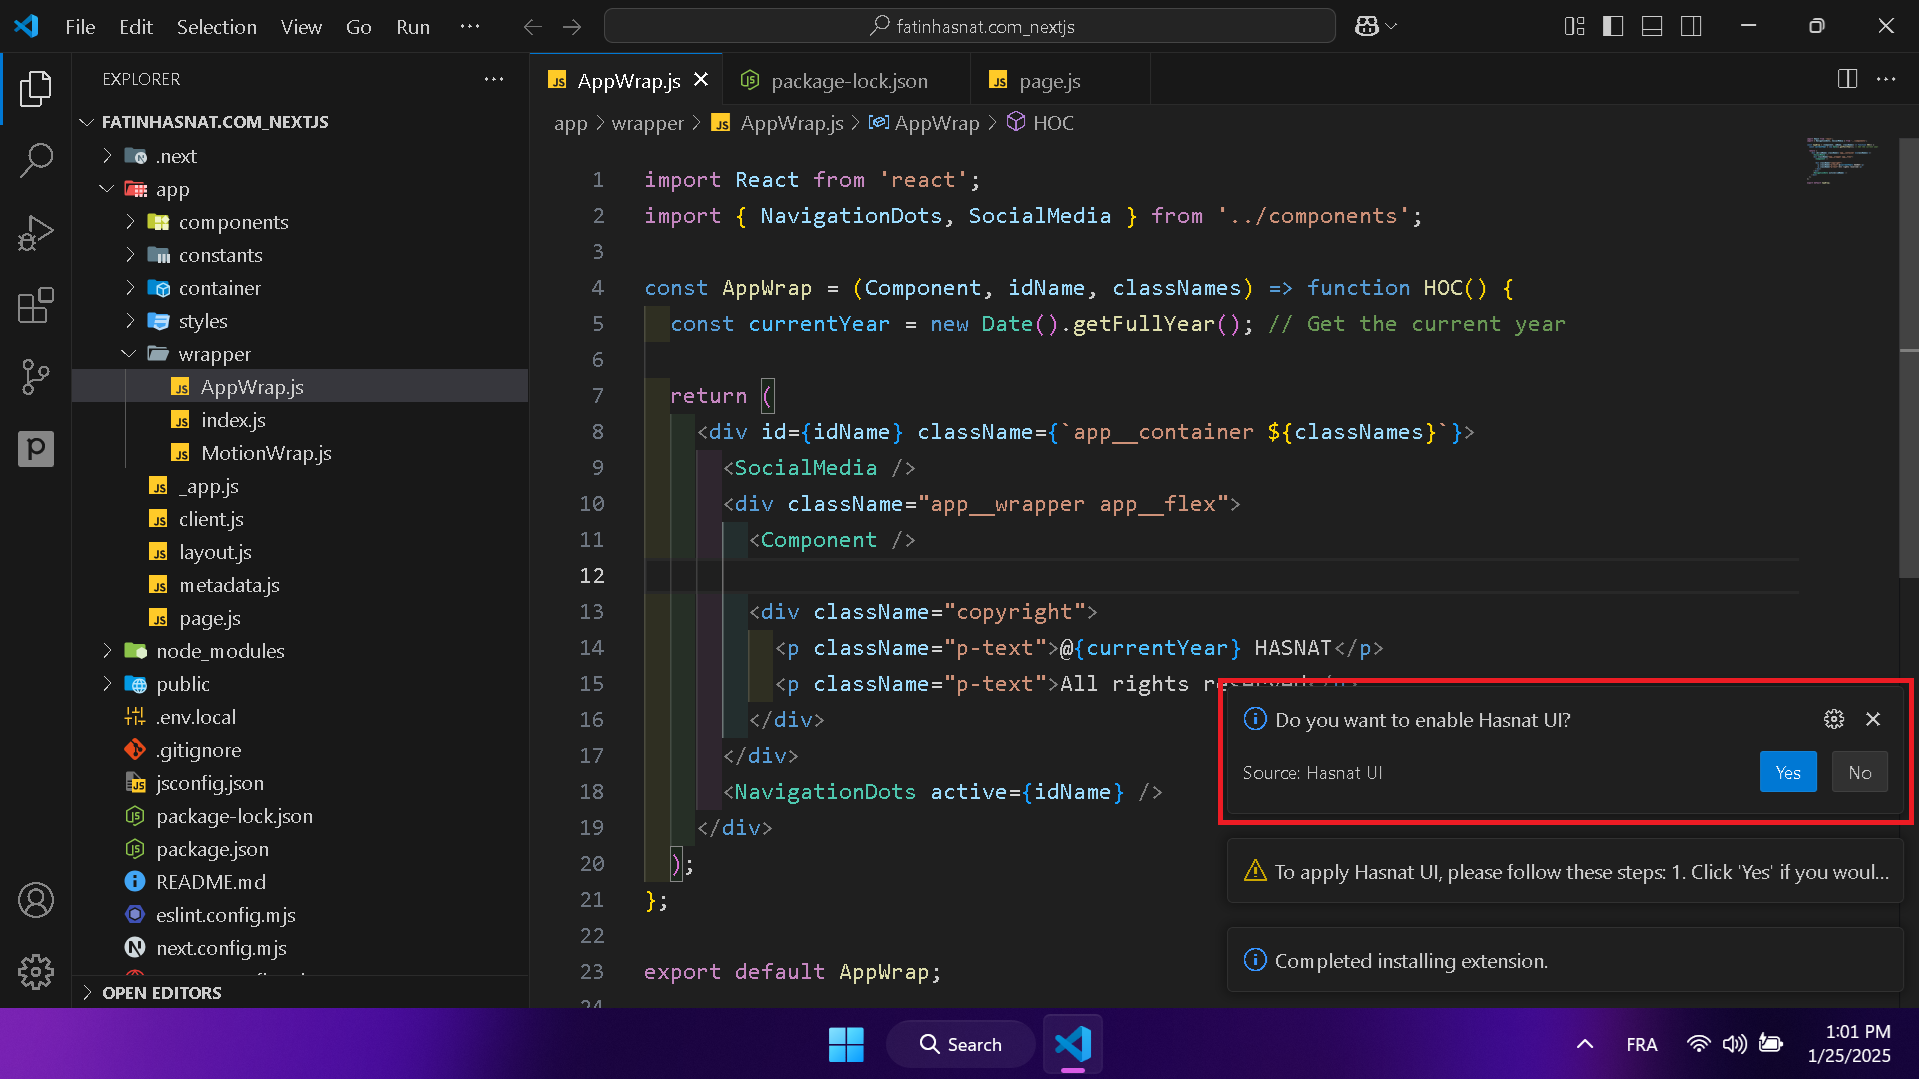 File Edit Selection View Go Run ···
fatinhasnat.com_nextjs
EXPLORER
FATINHASNAT.COM_NEXTJS
.next
app
components
constants
container
styles
wrapper
AppWrap.js
index.js
MotionWrap.js
_app.js
client.js
layout.js
metadata.js
page.js
node_modules
public
.env.local
.gitignore
jsconfig.json
package-lock.json
package.json
README.md
eslint.config.mjs
next.config.mjs
OPEN EDITORS
AppWrap.js package-lock.json page.js
app > wrapper > AppWrap.js > AppWrap > HOC
1 import React from 'react';
2 import { NavigationDots, SocialMedia } from '../components';
3
4 const AppWrap = (Component, idName, classNames) => function HOC() {
5 const currentYear = new Date().getFullYear(); // Get the current year
6
7 return (
8 <div id={idName} className={`app__container ${classNames}`}>
9 <SocialMedia />
10 <div className="app__wrapper app__flex">
11 <Component />
12
13 <div className="copyright">
14 <p className="p-text">@{currentYear} HASNAT</p>
15 <p className="p-text">All rights reserved</p>
16 </div>
17 </div>
18 <NavigationDots active={idName} />
19 </div>
20 );
21 };
22
23 export default AppWrap;
24
Do you want to enable Hasnat UI?
Source: Hasnat UI
Yes No
To apply Hasnat UI, please follow these steps: 1. Click 'Yes' if you woul...
Completed installing extension.
Search
FRA
1:01 PM
1/25/2025